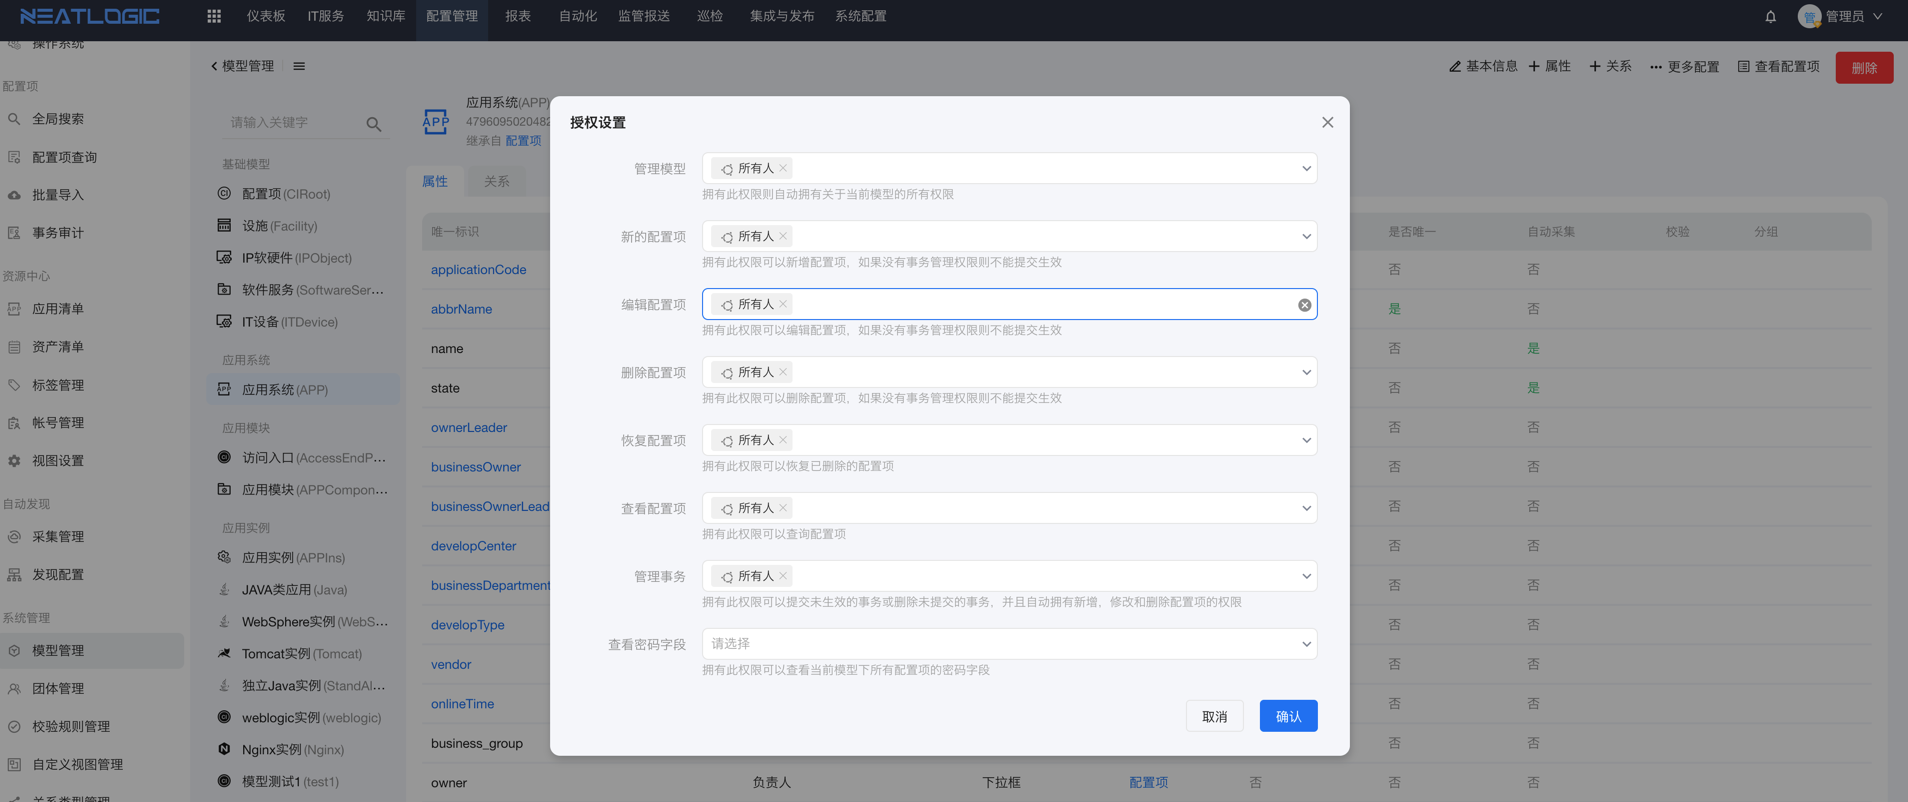 NEATLOGIC
仪表板
IT服务
知识库
配置管理
报表
自动化
监管报送
巡检
集成与发布
系统配置
管
管理员
操作系统
配置项
全局搜索
配置项查询
批量导入
事务审计
资源中心
应用清单
资产清单
标签管理
帐号管理
视图设置
自动发现
采集管理
发现配置
系统管理
模型管理
团体管理
校验规则管理
自定义视图管理
关系类型管理
模型管理
基本信息
属性
关系
更多配置
查看配置项
删除
请输入关键字
基础模型
配置项(CIRoot)
设施(Facility)
IP软硬件(IPObject)
软件服务(SoftwareSer...
IT设备(ITDevice)
应用系统
应用系统(APP)
应用模块
访问入口(AccessEndP...
应用模块(APPCompon...
应用实例
应用实例(APPIns)
JAVA类应用(Java)
WebSphere实例(WebS...
Tomcat实例(Tomcat)
独立Java实例(StandAl...
weblogic实例(weblogic)
Nginx实例(Nginx)
模型测试1(test1)
APP
应用系统(APP)
4796095020482
继承自 配置项
属性
关系
唯一标识
是否唯一
自动采集
校验
分组
applicationCode
否
否
abbrName
是
否
name
否
是
state
否
是
ownerLeader
否
否
businessOwner
否
否
businessOwnerLead
否
否
developCenter
否
否
businessDepartment
否
否
developType
否
否
vendor
否
否
onlineTime
否
否
business_group
否
否
owner
负责人
下拉框
配置项
否
否
否
授权设置
管理模型
所有人
拥有此权限则自动拥有关于当前模型的所有权限
新的配置项
所有人
拥有此权限可以新增配置项，如果没有事务管理权限则不能提交生效
编辑配置项
所有人
拥有此权限可以编辑配置项，如果没有事务管理权限则不能提交生效
删除配置项
所有人
拥有此权限可以删除配置项，如果没有事务管理权限则不能提交生效
恢复配置项
所有人
拥有此权限可以恢复已删除的配置项
查看配置项
所有人
拥有此权限可以查询配置项
管理事务
所有人
拥有此权限可以提交未生效的事务或删除未提交的事务，并且自动拥有新增，修改和删除配置项的权限
查看密码字段
请选择
拥有此权限可以查看当前模型下所有配置项的密码字段
取消
确认